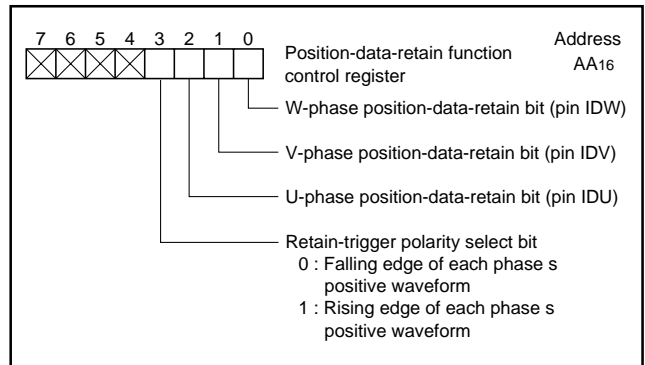 7 6 5 4 3 2 1 0
Position-data-retain function
control register
Address
AA16
W-phase position-data-retain bit (pin IDW)
V-phase position-data-retain bit (pin IDV)
U-phase position-data-retain bit (pin IDU)
Retain-trigger polarity select bit
0 : Falling edge of each phase s
positive waveform
1 : Rising edge of each phase s
positive waveform